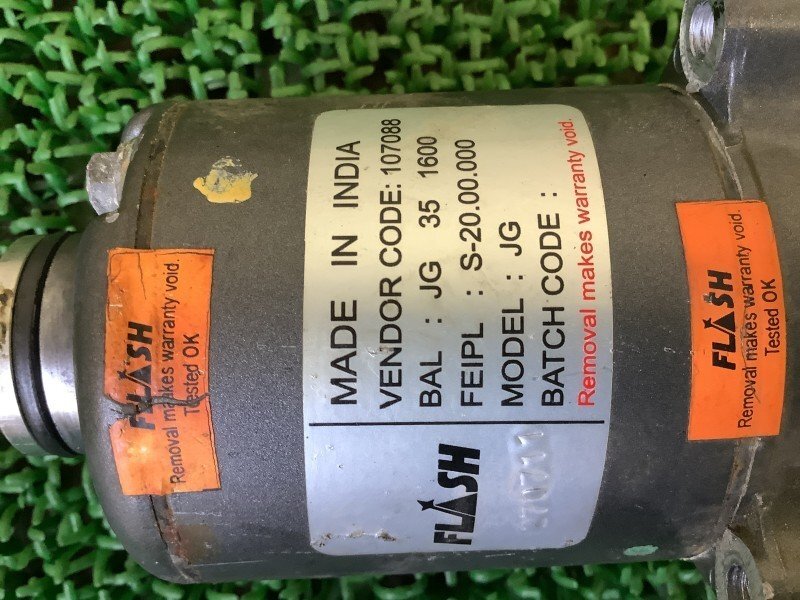 MADE IN INDIA
VENDOR CODE: 107088
BAL : JG 35 1600
FEIPL : S-20.00.000
MODEL : JG
BATCH CODE :
Removal makes warranty void.
FLASH
FLASH
Removal makes warranty void.
Tested OK
FLASH
Removal makes warranty void.
Tested OK